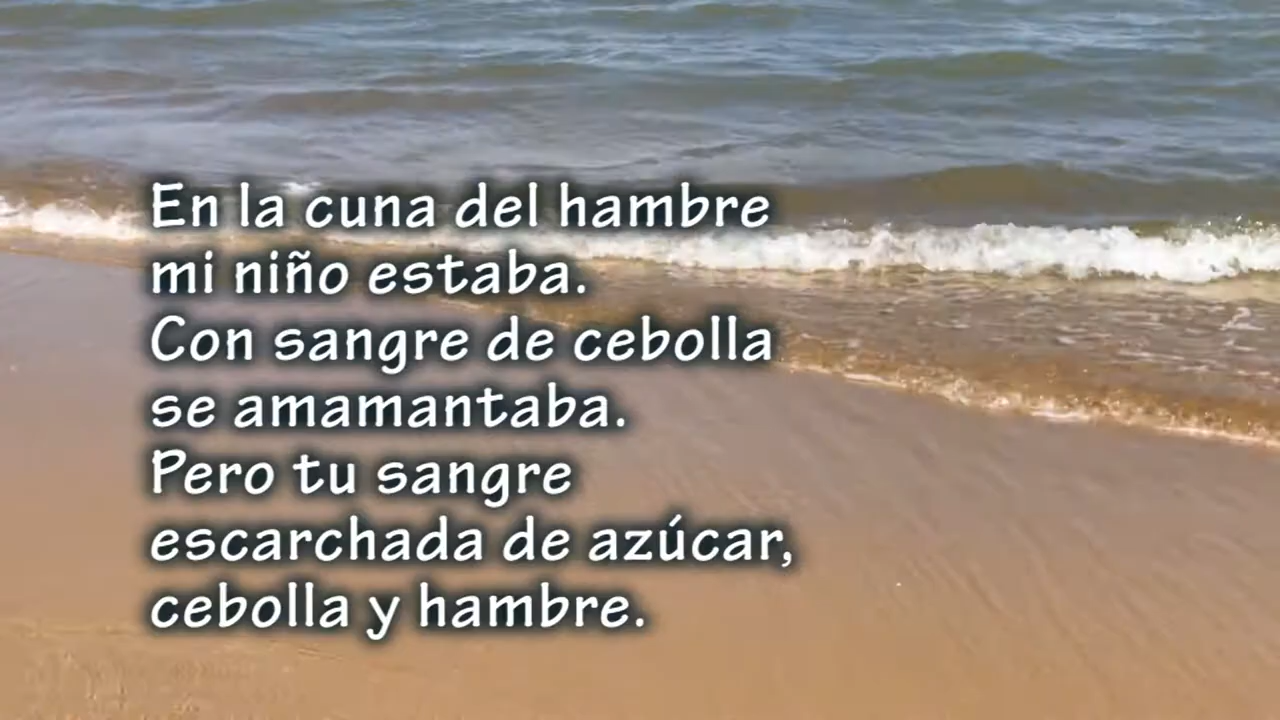 En la cuna del hambre
mi niño estaba.
Con sangre de cebolla
se amamantaba.
Pero tu sangre
escarchada de azúcar,
cebolla y hambre.